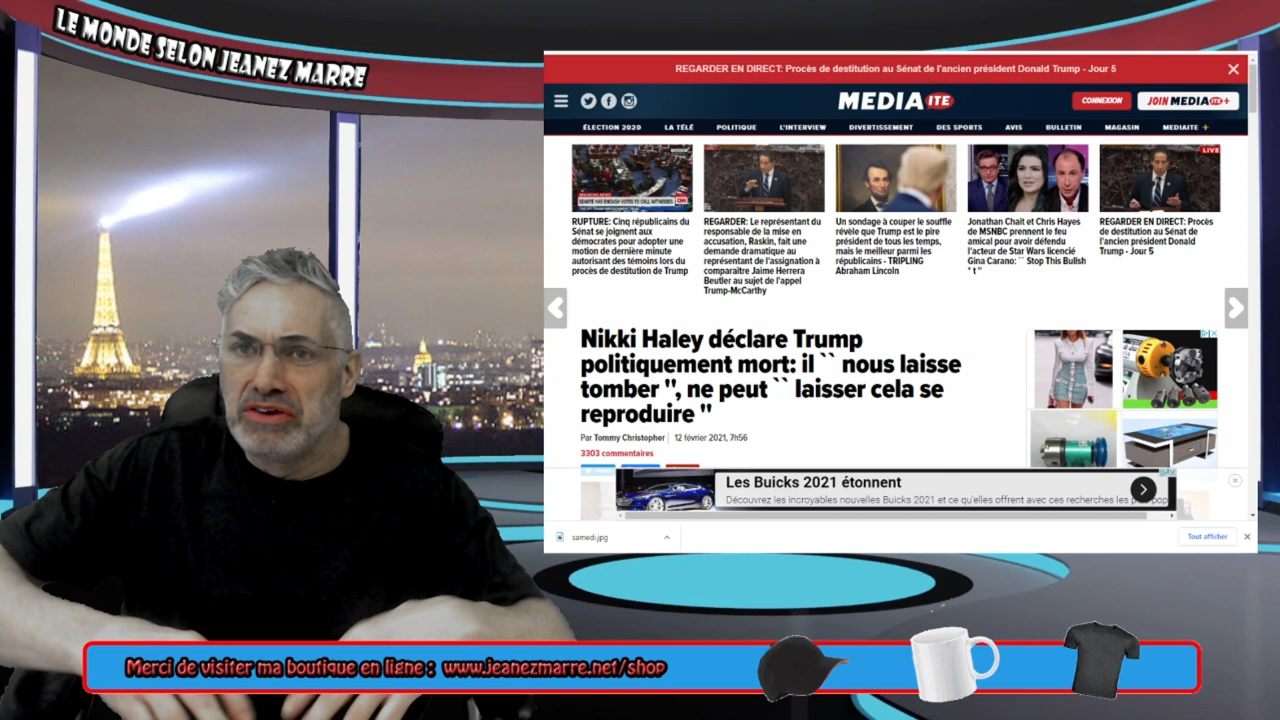 LE MONDE SELON JEANEZ MARRE
REGARDER EN DIRECT: Procès de destitution au Sénat de l'ancien président Donald Trump - Jour 5
MEDIAITE
CONNEXION
JOIN MEDIAITE+
ÉLECTION 2020
LA TÉLÉ
POLITIQUE
L'INTERVIEW
DIVERTISSEMENT
DES SPORTS
AVIS
BULLETIN
MAGASIN
MEDIAITE +
SENATE HAS ENOUGH VOTES TO CALL WITNESSES
CNN
LIVE
RUPTURE: Cinq républicains du
Sénat se joignent aux
démocrates pour adopter une
motion de dernière minute
autorisant des témoins lors du
procès de destitution de Trump
REGARDER: Le représentant du
responsable de la mise en
accusation, Raskin, fait une
demande dramatique au
représentant de l'assignation à
comparaître Jaime Herrera
Beutler au sujet de l'appel
Trump-McCarthy
Un sondage à couper le souffle
révèle que Trump est le pire
président de tous les temps,
mais le meilleur parmi les
républicains - TRIPLING
Abraham Lincoln
Jonathan Chait et Chris Hayes
de MSNBC prennent le feu
amical pour avoir défendu
l'acteur de Star Wars licencié
Gina Carano: `` Stop This Bullsh
* t ''
REGARDER EN DIRECT: Procès
de destitution au Sénat de
l'ancien président Donald
Trump - Jour 5
Nikki Haley déclare Trump
politiquement mort: il `` nous laisse
tomber '', ne peut `` laisser cela se
reproduire ''
Par Tommy Christopher | 12 février 2021, 7h56
3303 commentaires
Les Buicks 2021 étonnent
Découvrez les incroyables nouvelles Buicks 2021 et ce qu'elles offrent avec ces recherches les plus pop
samedi.jpg
Tout afficher
Merci de visiter ma boutique en ligne : www.jeanezmarre.net/shop